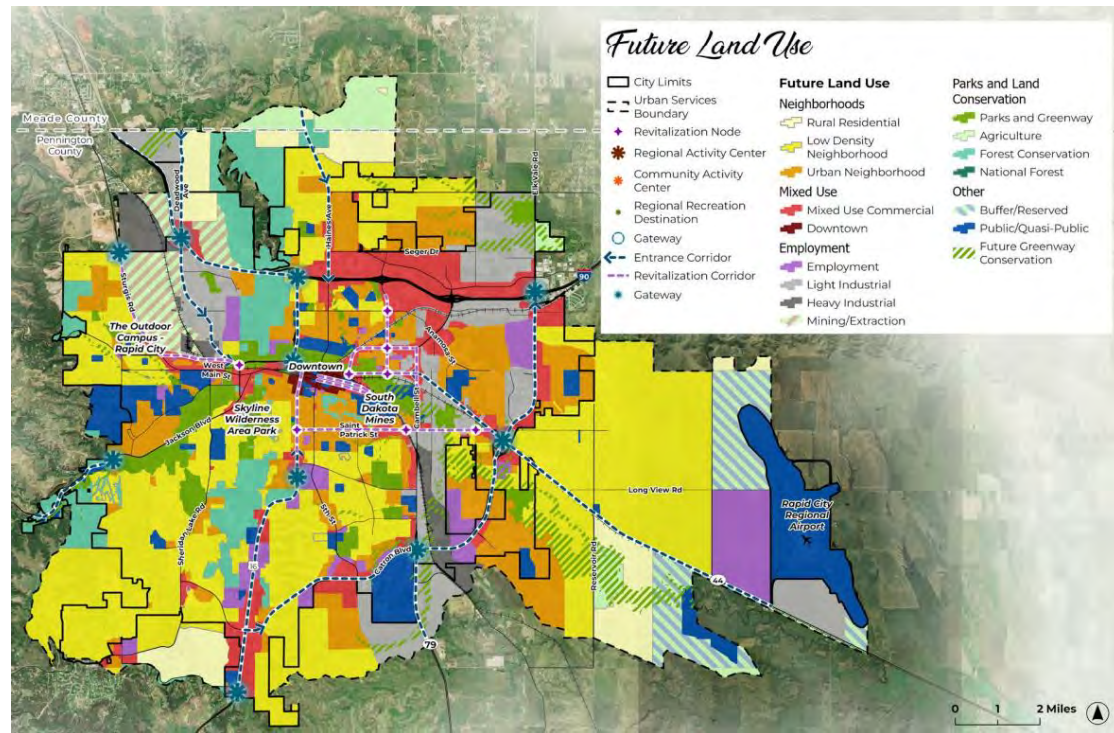 Future Land Use
City Limits
Urban Services
Boundary
Revitalization Node
Regional Activity Center
Community Activity
Center
Regional Recreation
Destination
Gateway
Entrance Corridor
Revitalization Corridor
Gateway
Future Land Use
Neighborhoods
Rural Residential
Low Density
Neighborhood
Urban Neighborhood
Mixed Use
Mixed Use Commercial
Downtown
Employment
Employment
Light Industrial
Heavy Industrial
Mining/Extraction
Parks and Land
Conservation
Parks and Greenway
Agriculture
Forest Conservation
National Forest
Other
Buffer/Reserved
Public/Quasi-Public
Future Greenway
Conservation
Meade County
Pennington
County
Deadwood
Ave
Haines Ave
Elk Vale Rd
Seger Dr
90
Sturgis Rd
The Outdoor
Campus -
Rapid City
West
Main St
Downtown
Anamosa St
Cambell St
South
Dakota
Mines
Skyline
Wilderness
Area Park
Jackson Blvd
Saint
Patrick St
Long View Rd
Rapid City
Regional
Airport
Sheridan Lake Rd
5th St
16
Catron Blvd
Reservoir Rd
44
79
0 1 2 Miles